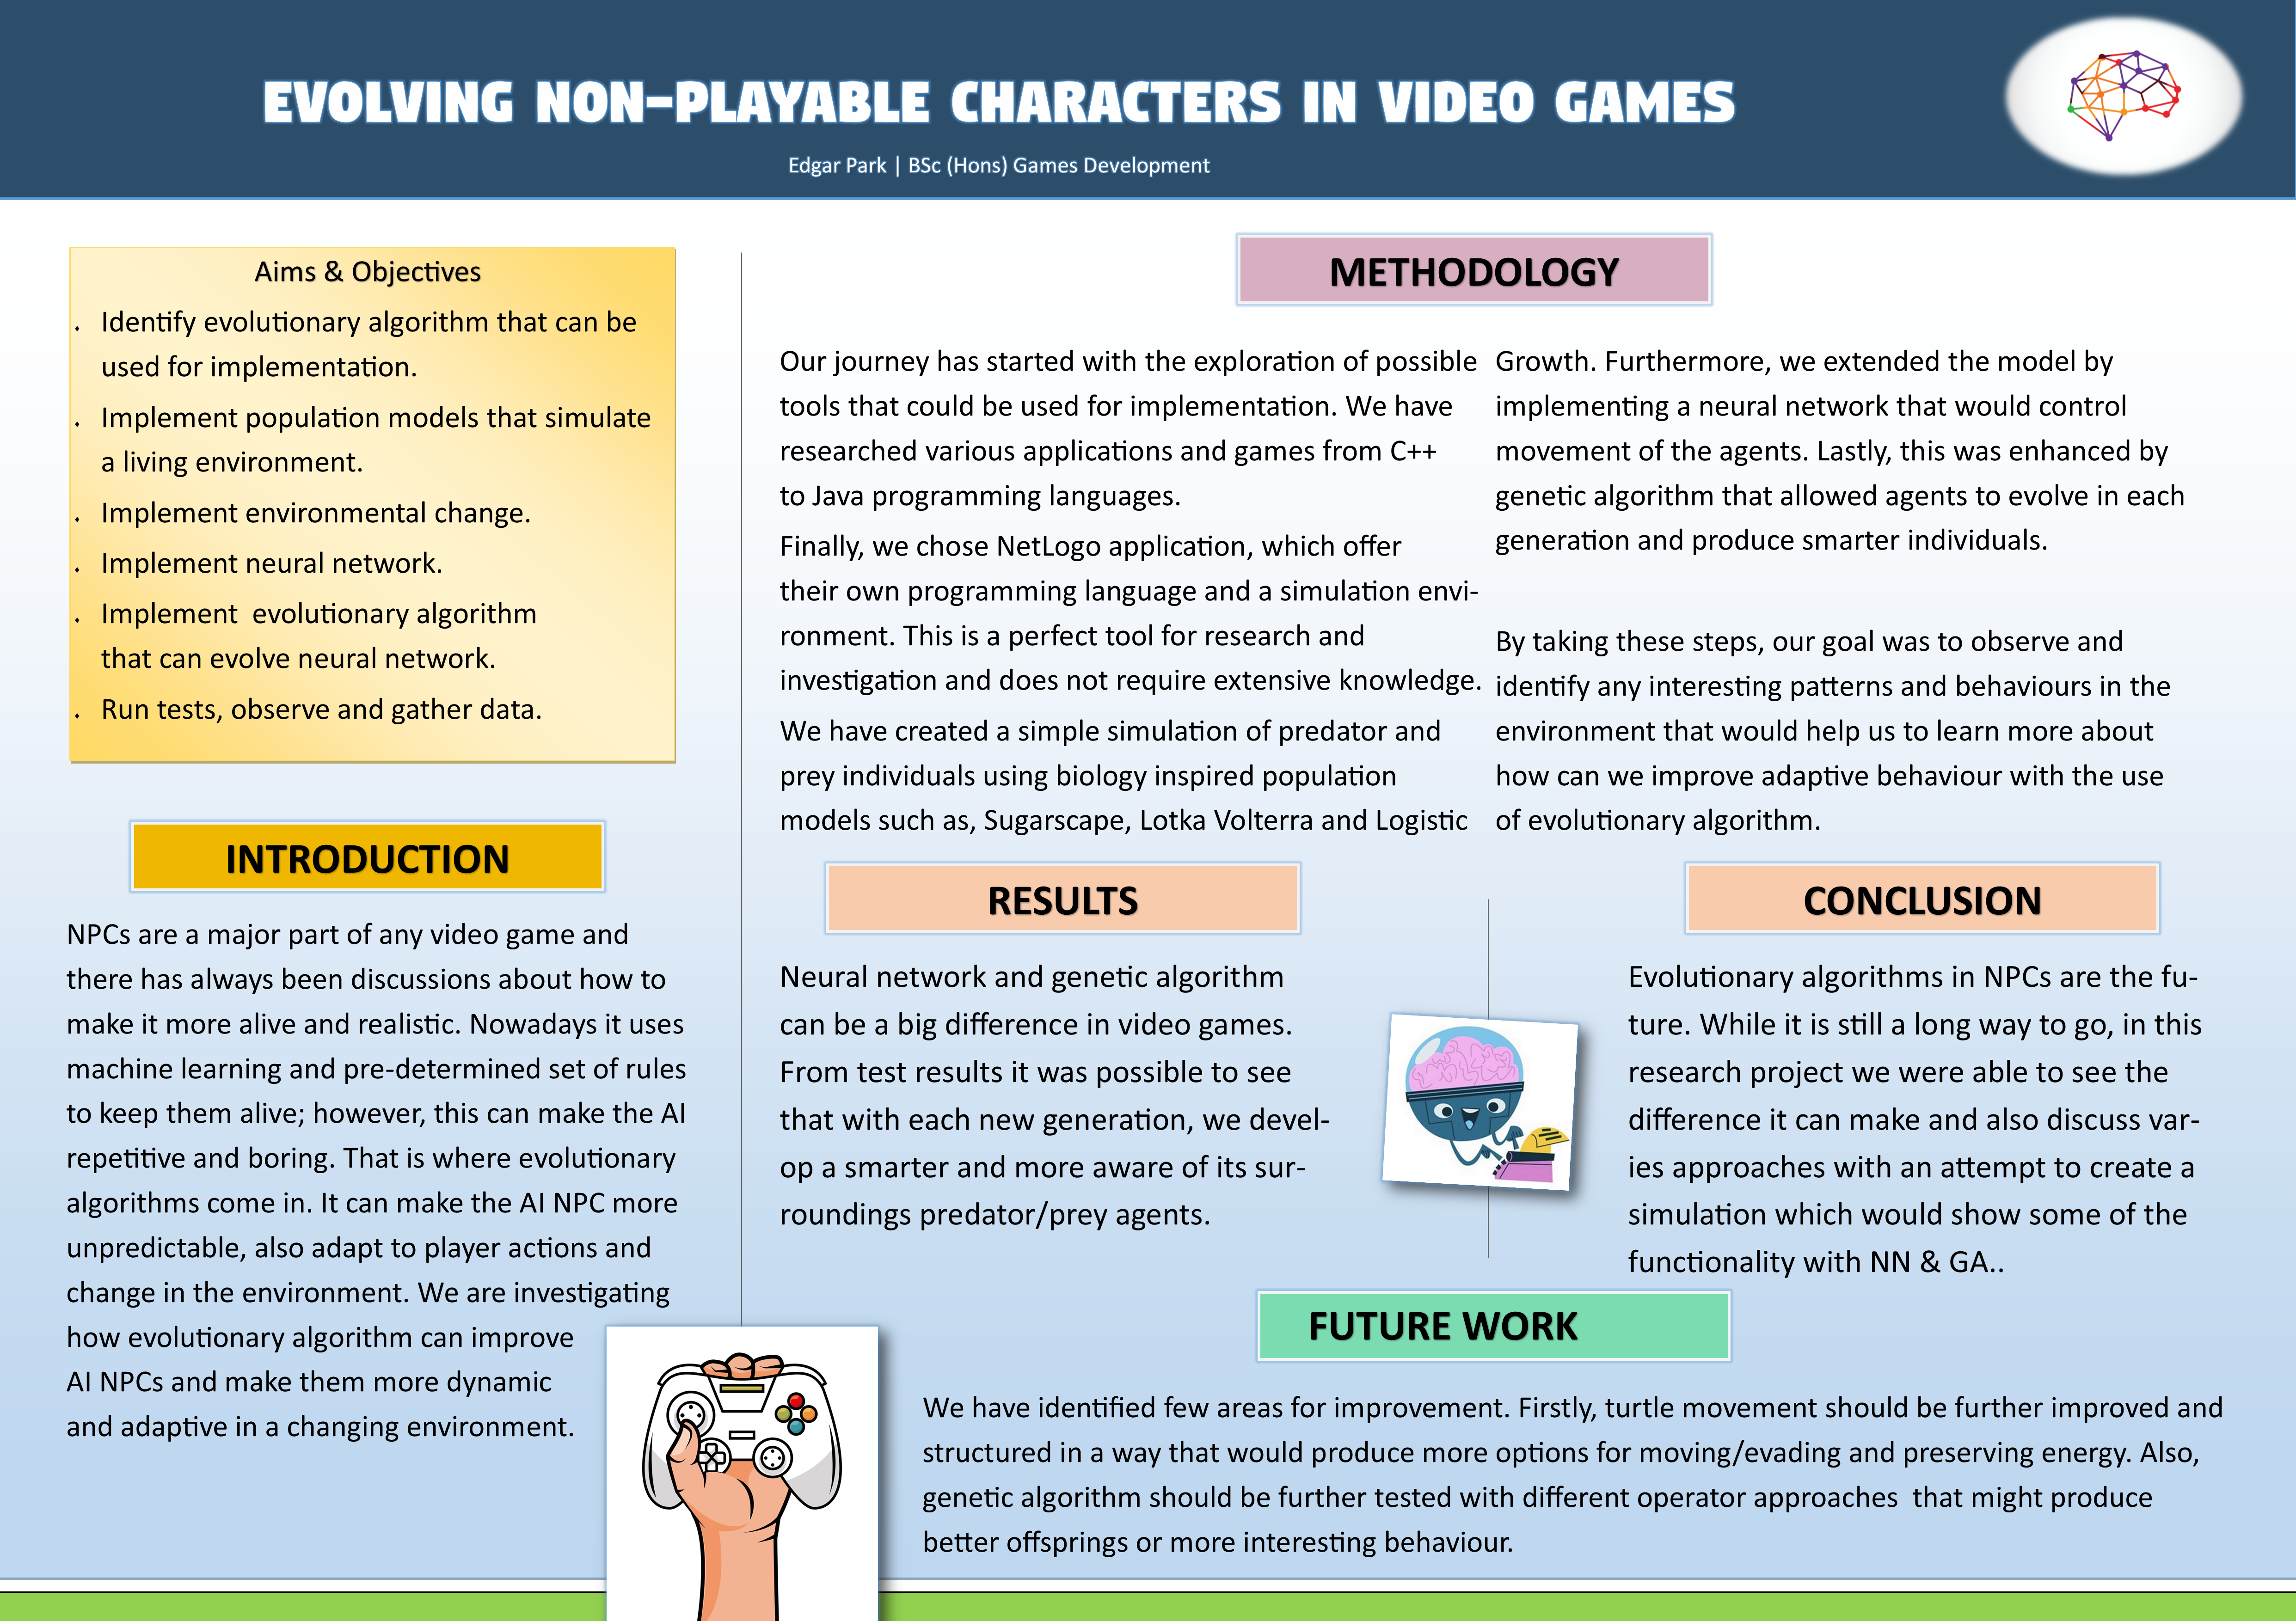 EVOLVING NON-PLAYABLE CHARACTERS IN VIDEO GAMES
Edgar Park | BSc (Hons) Games Development
Aims & Objectives
Identify evolutionary algorithm that can be
used for implementation.
Implement population models that simulate
a living environment.
Implement environmental change.
Implement neural network.
Implement  evolutionary algorithm
that can evolve neural network.
Run tests, observe and gather data.
INTRODUCTION
NPCs are a major part of any video game and
there has always been discussions about how to
make it more alive and realistic. Nowadays it uses
machine learning and pre-determined set of rules
to keep them alive; however, this can make the AI
repetitive and boring. That is where evolutionary
algorithms come in. It can make the AI NPC more
unpredictable, also adapt to player actions and
change in the environment. We are investigating
how evolutionary algorithm can improve
AI NPCs and make them more dynamic
and adaptive in a changing environment.
METHODOLOGY
Our journey has started with the exploration of possible
tools that could be used for implementation. We have
researched various applications and games from C++
to Java programming languages.
Finally, we chose NetLogo application, which offer
their own programming language and a simulation envi-
ronment. This is a perfect tool for research and
investigation and does not require extensive knowledge.
We have created a simple simulation of predator and
prey individuals using biology inspired population
models such as, Sugarscape, Lotka Volterra and Logistic
Growth. Furthermore, we extended the model by
implementing a neural network that would control
movement of the agents. Lastly, this was enhanced by
genetic algorithm that allowed agents to evolve in each
generation and produce smarter individuals.
By taking these steps, our goal was to observe and
identify any interesting patterns and behaviours in the
environment that would help us to learn more about
how can we improve adaptive behaviour with the use
of evolutionary algorithm.
RESULTS
Neural network and genetic algorithm
can be a big difference in video games.
From test results it was possible to see
that with each new generation, we devel-
op a smarter and more aware of its sur-
roundings predator/prey agents.
CONCLUSION
Evolutionary algorithms in NPCs are the fu-
ture. While it is still a long way to go, in this
research project we were able to see the
difference it can make and also discuss var-
ies approaches with an attempt to create a
simulation which would show some of the
functionality with NN & GA..
FUTURE WORK
We have identified few areas for improvement. Firstly, turtle movement should be further improved and
structured in a way that would produce more options for moving/evading and preserving energy. Also,
genetic algorithm should be further tested with different operator approaches  that might produce
better offsprings or more interesting behaviour.